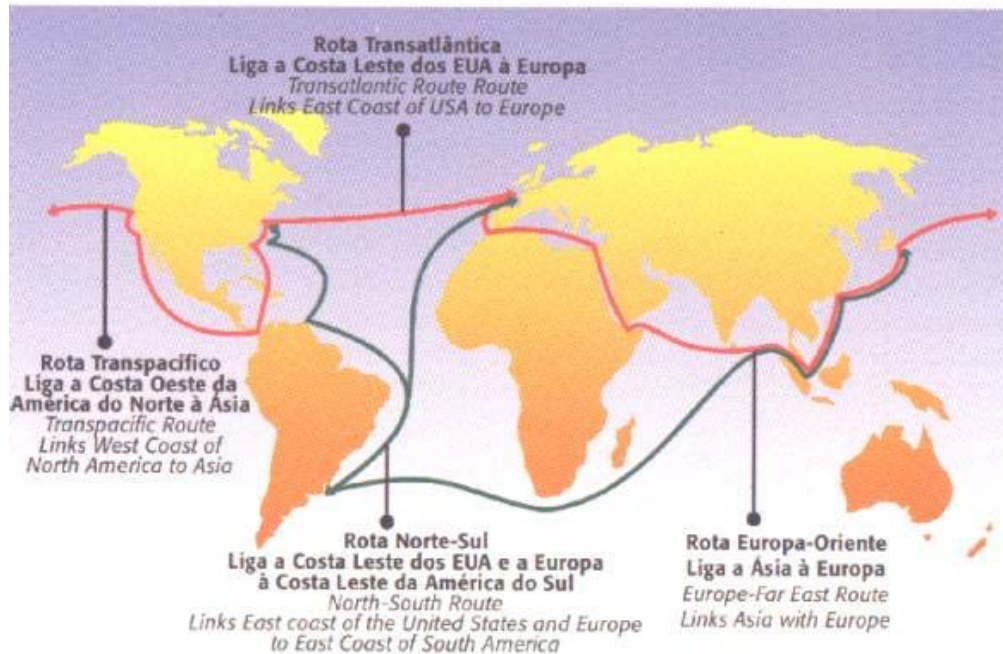 Rota Transatlântica
Liga a Costa Leste dos EUA à Europa
Transatlantic Route Route
Links East Coast of USA to Europe
Rota Transpacífico
Liga a Costa Oeste da
América do Norte à Ásia
Transpacific Route
Links West Coast of
North America to Asia
Rota Norte-Sul
Liga a Costa Leste dos EUA e a Europa
à Costa Leste da América do Sul
North-South Route
Links East coast of the United States and Europe
to East Coast of South America
Rota Europa-Oriente
Liga a Ásia à Europa
Europe-Far East Route
Links Asia with Europe